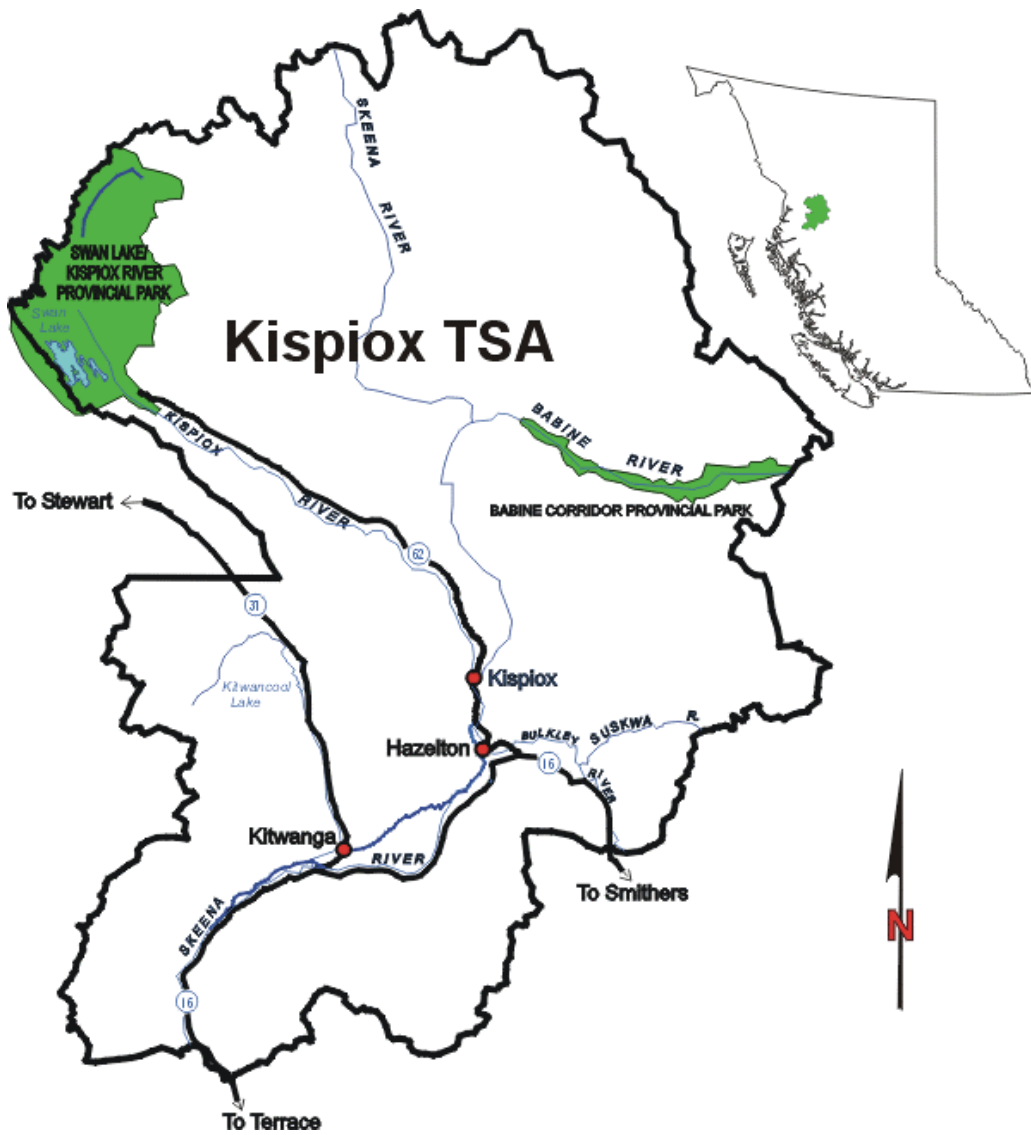 SKEENA
RIVER
SWAN LAKE/
KISPIOX RIVER
PROVINCIAL PARK
Swan
Lake
Kispiox TSA
KISPIOX
RIVER
BABINE
RIVER
BABINE CORRIDOR PROVINCIAL PARK
To Stewart
62
31
Kitwancool
Lake
Kispiox
Hazelton
BULKLEY
RIVER
SUSKWA R.
16
Kitwanga
SKEENA
RIVER
To Smithers
N
16
To Terrace